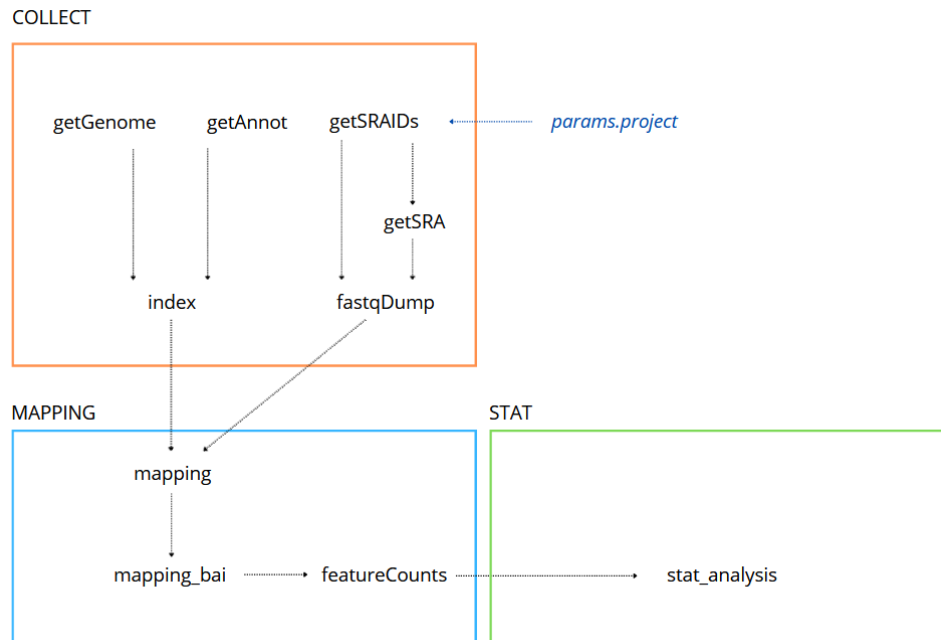 COLLECT
getGenome getAnnot getSRAIDs params.project
getSRA
index fastqDump
MAPPING STAT
mapping
mapping_bai featureCounts stat_analysis